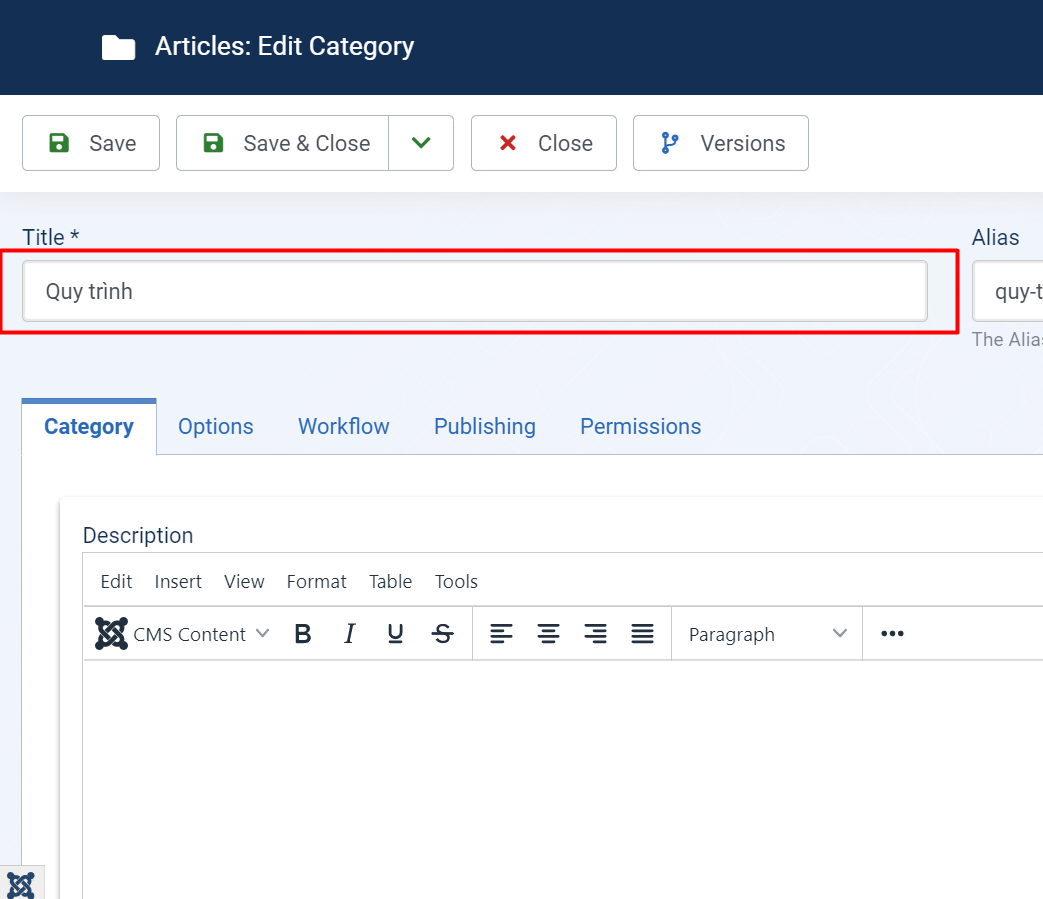 Articles: Edit Category
Save
Save & Close
Close
Versions
Title *
Alias
Quy trình
quy-t
The Alias
Category
Options
Workflow
Publishing
Permissions
Description
Edit Insert View Format Table Tools
CMS Content B I U S Paragraph